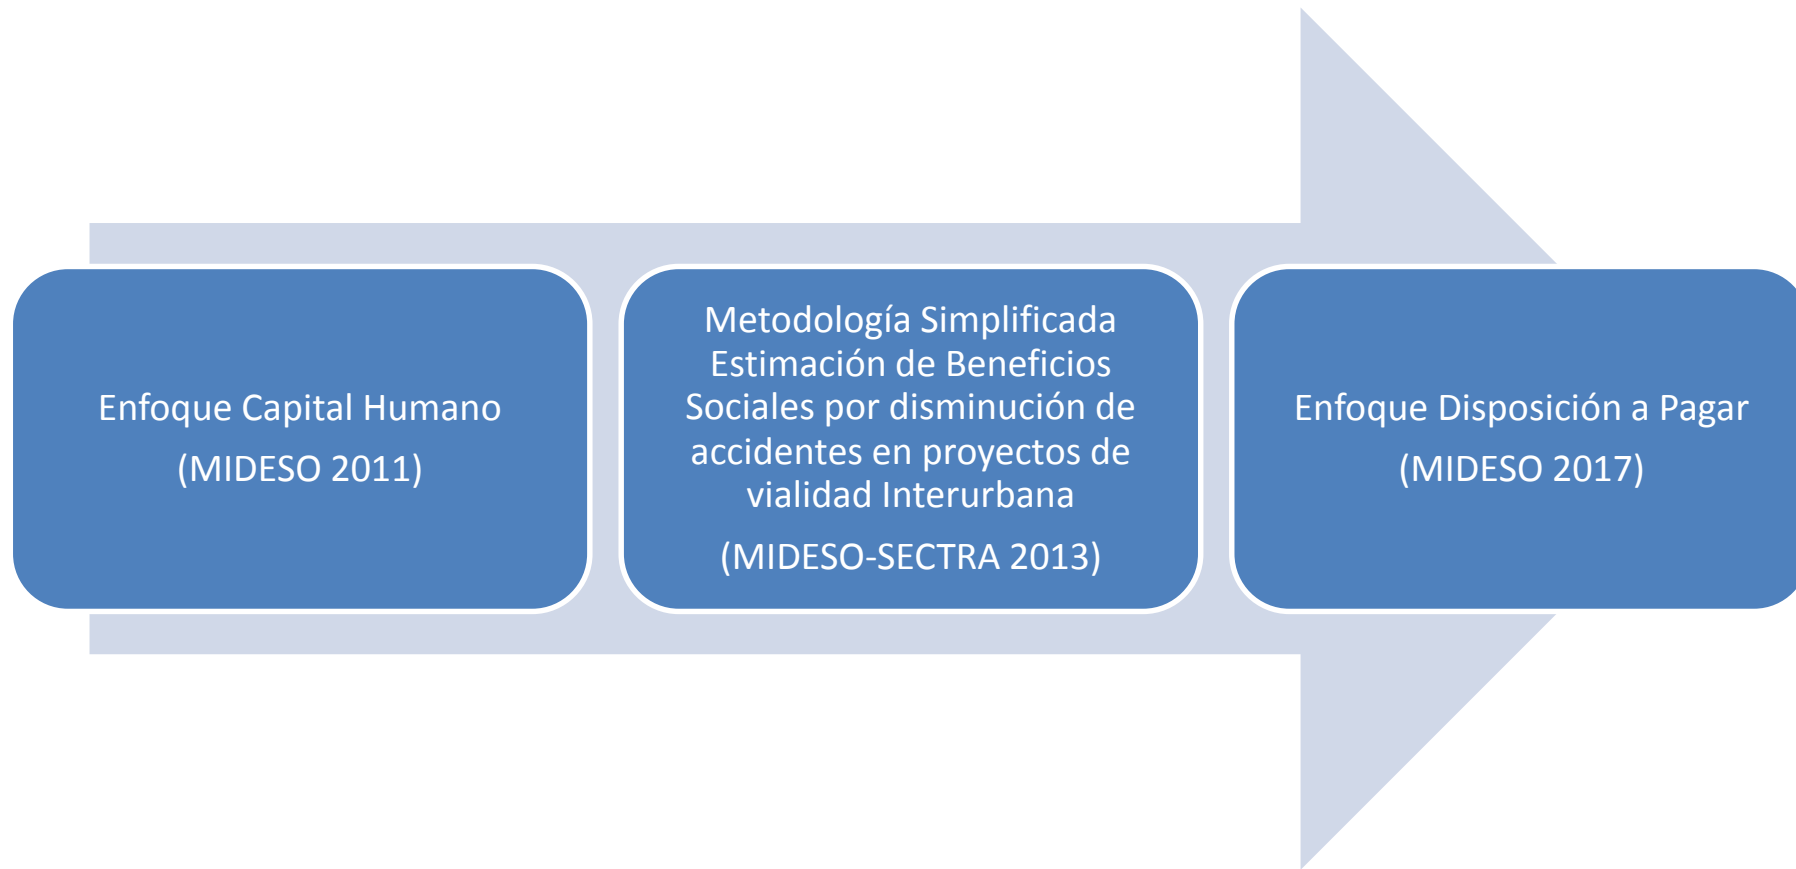 Enfoque Capital Humano
(MIDESO 2011)
Metodología Simplificada
Estimación de Beneficios
Sociales por disminución de
accidentes en proyectos de
vialidad Interurbana
(MIDESO-SECTRA 2013)
Enfoque Disposición a Pagar
(MIDESO 2017)